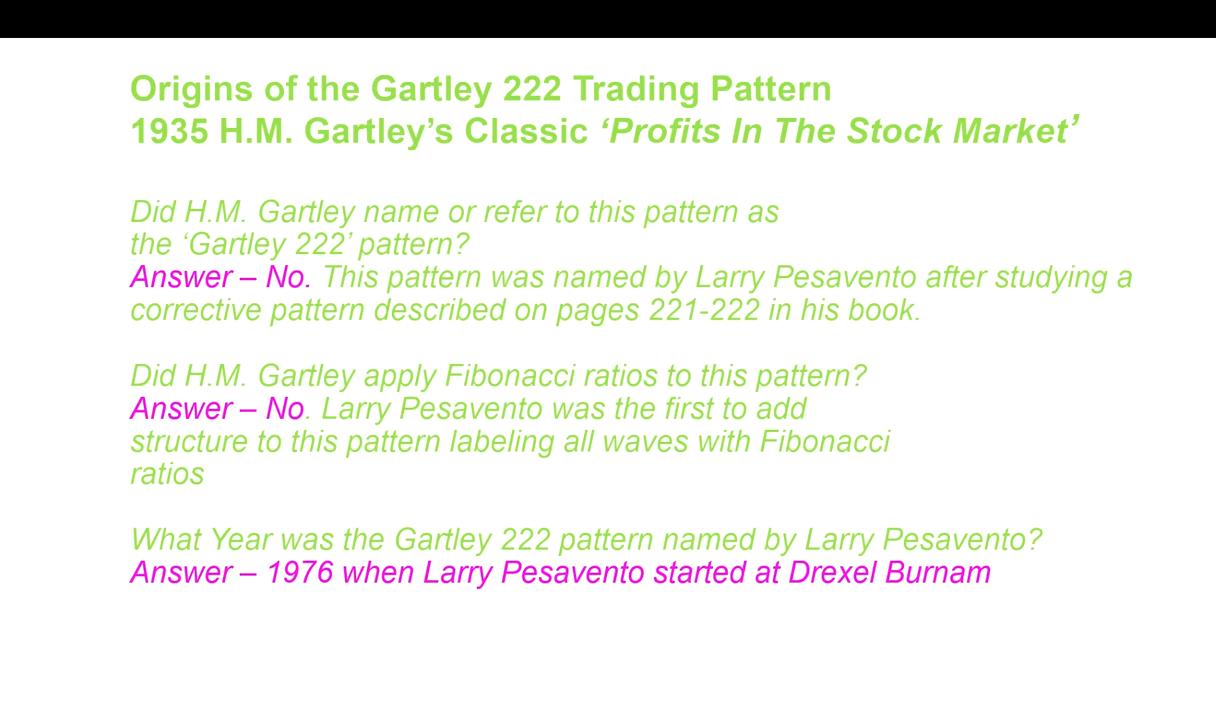 Origins of the Gartley 222 Trading Pattern
1935 H.M. Gartley’s Classic ‘Profits In The Stock Market’
Did H.M. Gartley name or refer to this pattern as
the ‘Gartley 222’ pattern?
Answer – No. This pattern was named by Larry Pesavento after studying a
corrective pattern described on pages 221-222 in his book.
Did H.M. Gartley apply Fibonacci ratios to this pattern?
Answer – No. Larry Pesavento was the first to add
structure to this pattern labeling all waves with Fibonacci
ratios
What Year was the Gartley 222 pattern named by Larry Pesavento?
Answer – 1976 when Larry Pesavento started at Drexel Burnam